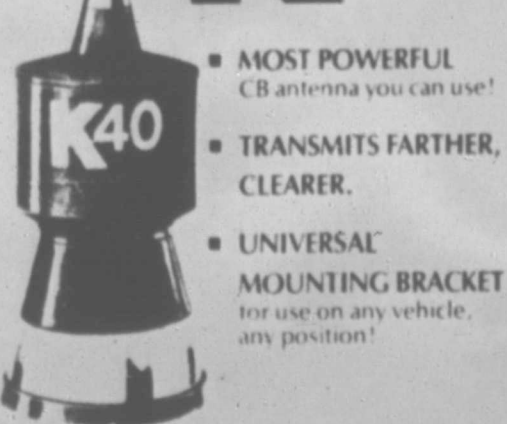 K40
▪ MOST POWERFUL
CB antenna you can use!
▪ TRANSMITS FARTHER,
CLEARER.
▪ UNIVERSAL
MOUNTING BRACKET
for use on any vehicle,
any position!